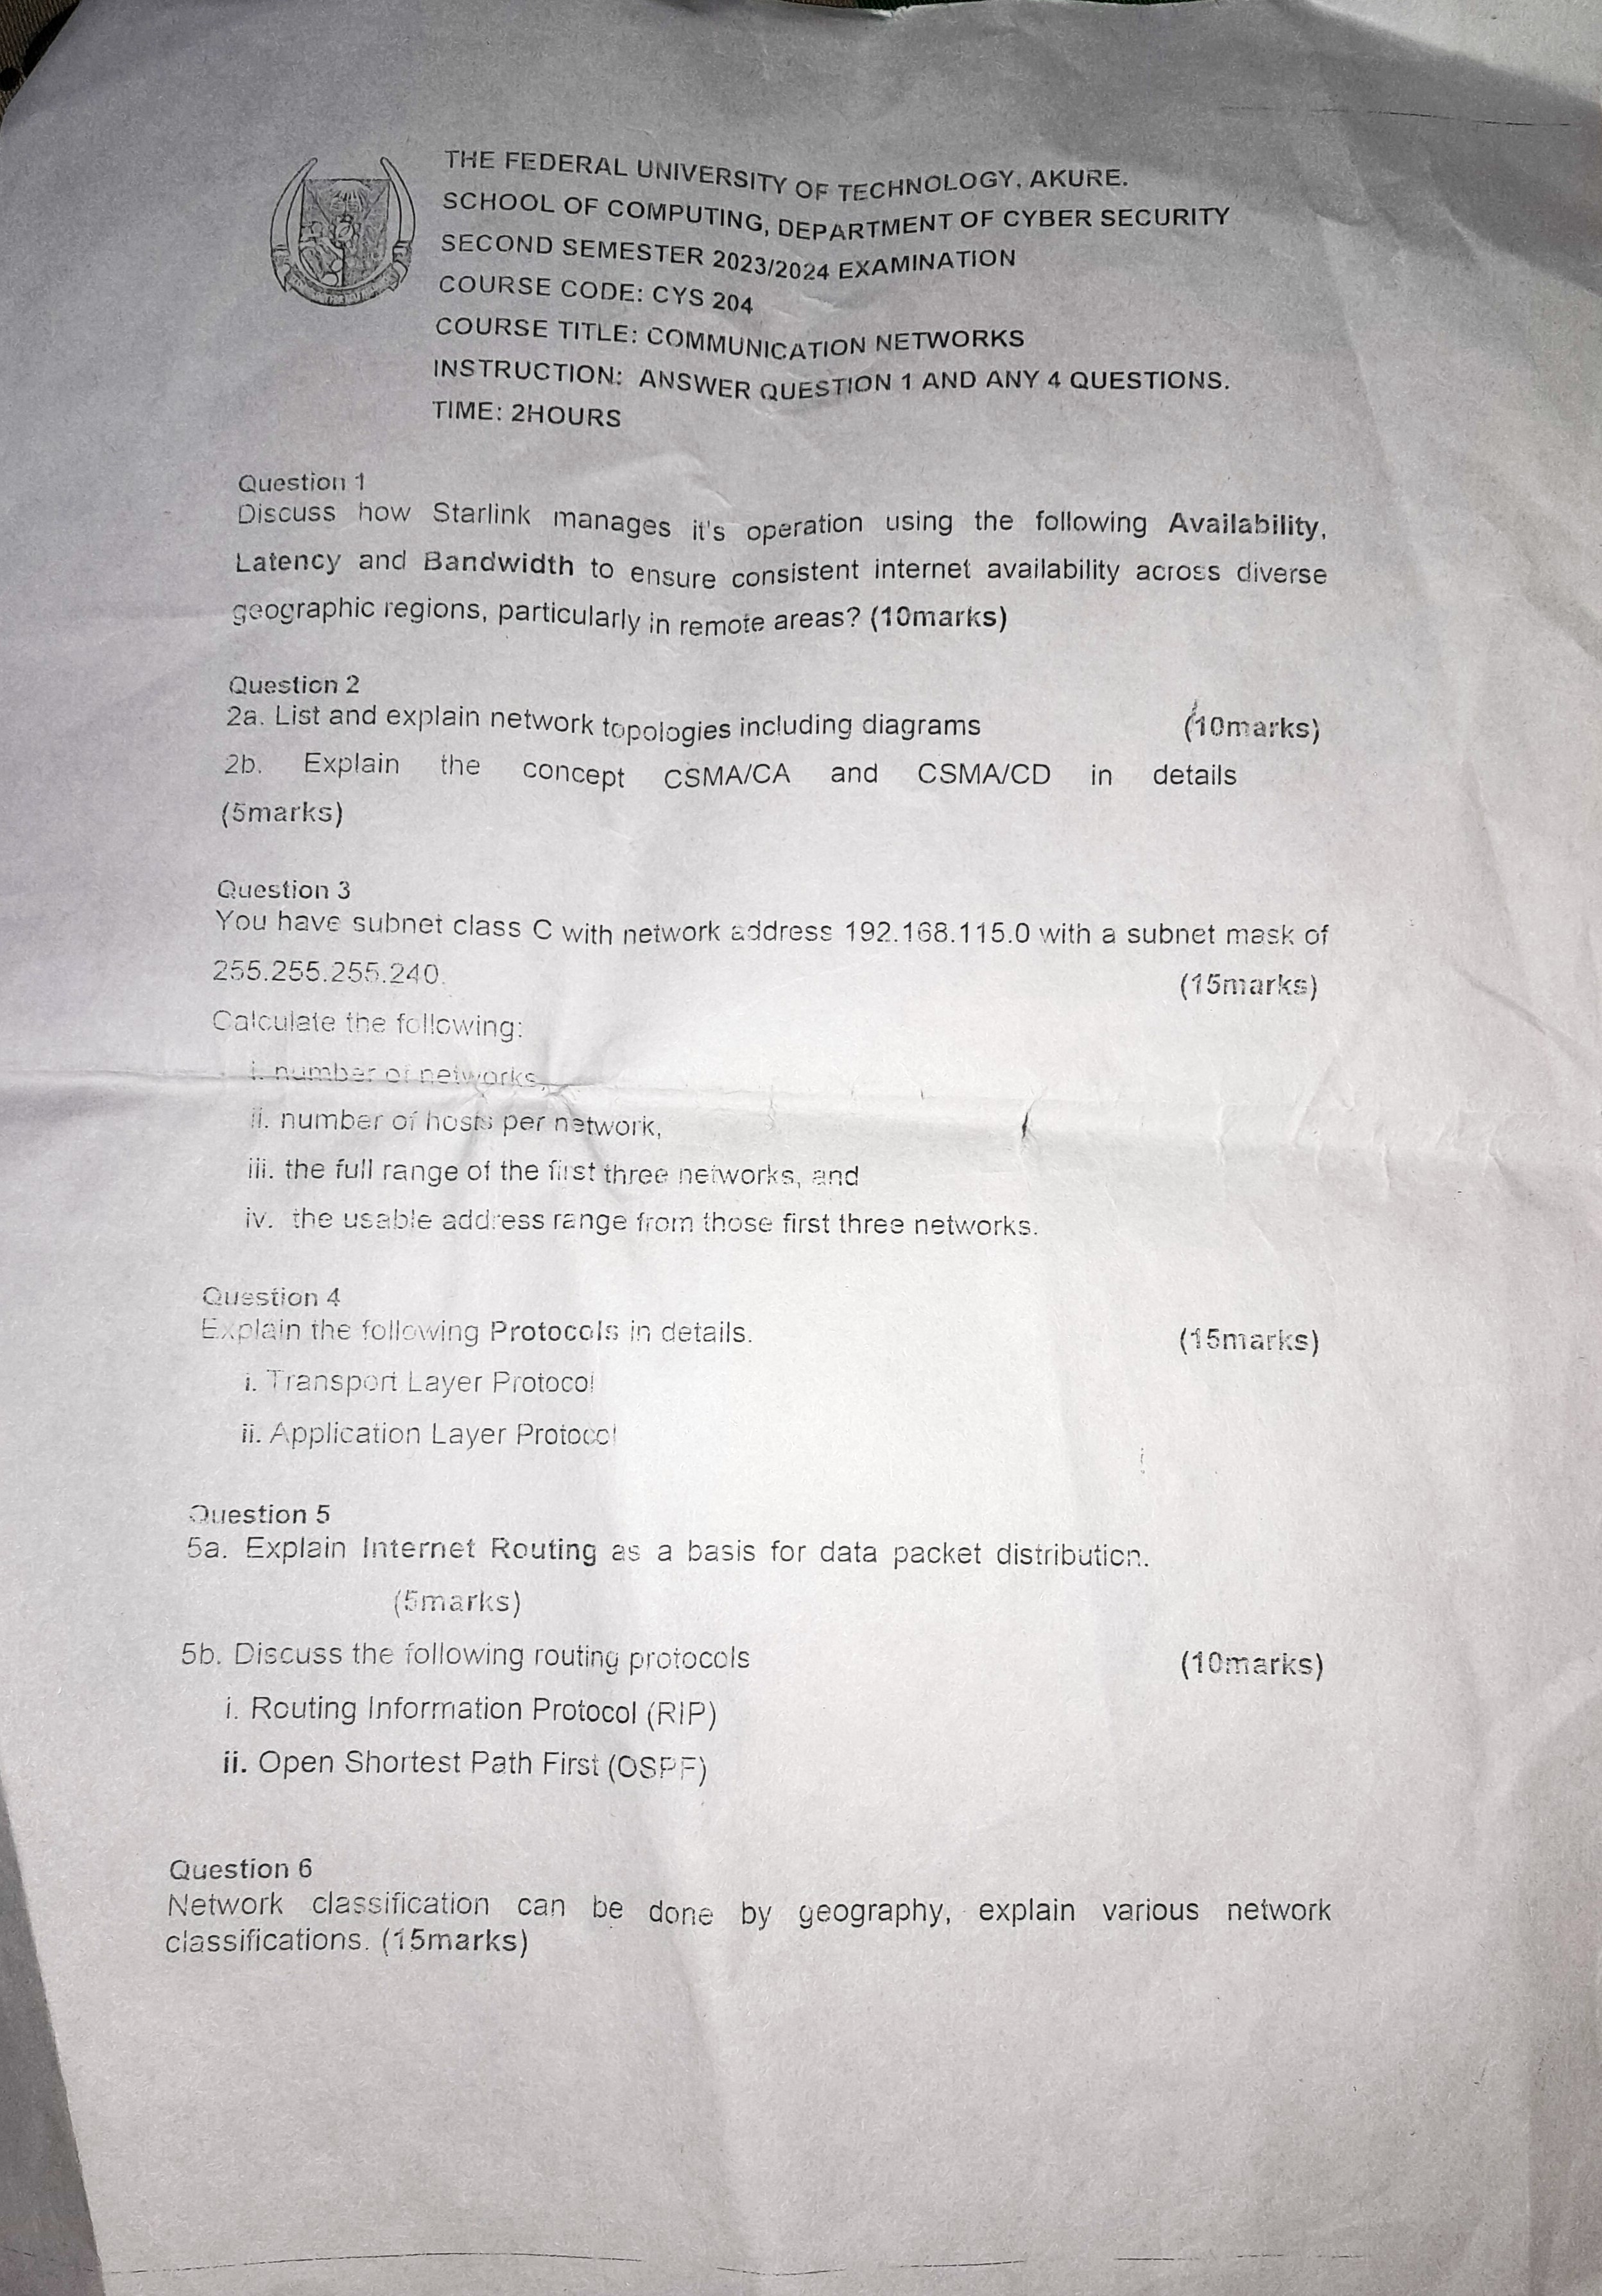 THE FEDERAL UNIVERSITY OF TECHNOLOGY, AKURE.
SCHOOL OF COMPUTING, DEPARTMENT OF CYBER SECURITY
SECOND SEMESTER 2023/2024 EXAMINATION
COURSE CODE: CYS 204
COURSE TITLE: COMMUNICATION NETWORKS
INSTRUCTION: ANSWER QUESTION 1 AND ANY 4 QUESTIONS.
TIME: 2HOURS
Question 1
Discuss how Starlink manages it's operation using the following Availability,
Latency and Bandwidth to ensure consistent internet availability across diverse
geographic regions, particularly in remote areas? (10marks)
Question 2
2a. List and explain network topologies including diagrams (10marks)
2b. Explain the concept CSMA/CA and CSMA/CD in details
(5marks)
Question 3
You have subnet class C with network address 192.168.115.0 with a subnet mask of
255.255.255.240. (15marks)
Calculate the following:
i. number of networks,
ii. number of hosts per network,
iii. the full range of the first three networks, and
iv. the usable address range from those first three networks.
Question 4
Explain the following Protocols in details. (15marks)
i. Transport Layer Protocol
ii. Application Layer Protocol
Question 5
5a. Explain Internet Routing as a basis for data packet distribution.
(5marks)
5b. Discuss the following routing protocols (10marks)
i. Routing Information Protocol (RIP)
ii. Open Shortest Path First (OSPF)
Question 6
Network classification can be done by geography, explain various network
classifications. (15marks)